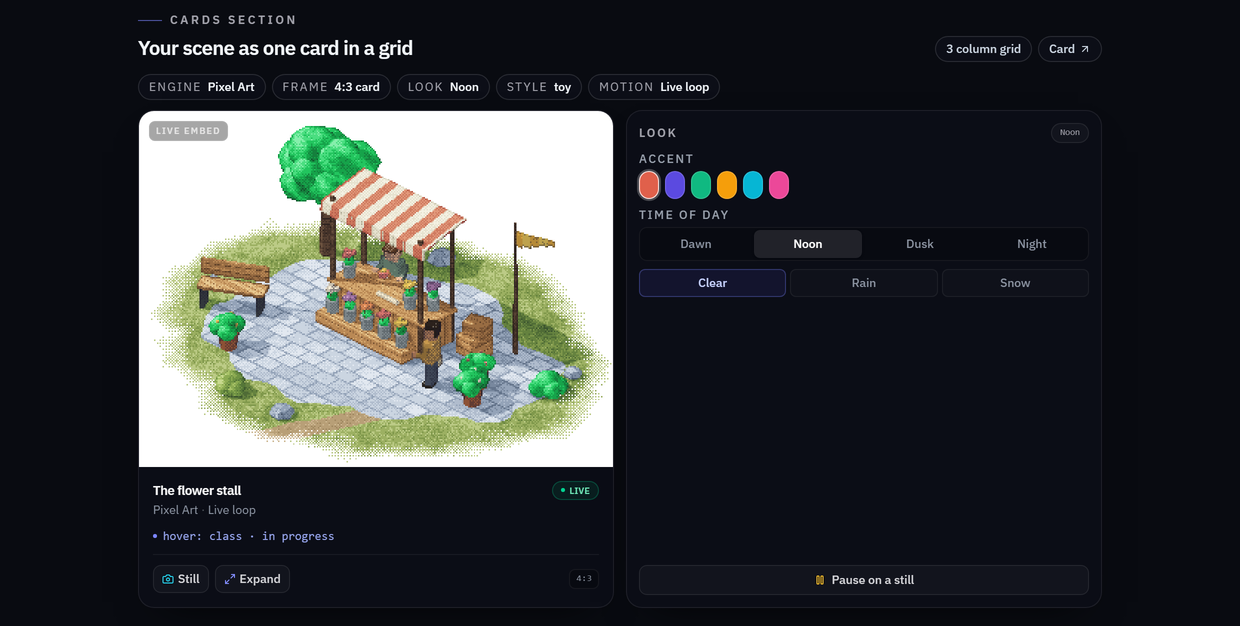 CARDS SECTION
Your scene as one card in a grid
3 column grid
Card
ENGINE Pixel Art
FRAME 4:3 card
LOOK Noon
STYLE toy
MOTION Live loop
LIVE EMBED
The flower stall
LIVE
Pixel Art · Live loop
hover: class · in progress
Still
Expand
4:3
LOOK
Noon
ACCENT
TIME OF DAY
Dawn
Noon
Dusk
Night
Clear
Rain
Snow
Pause on a still